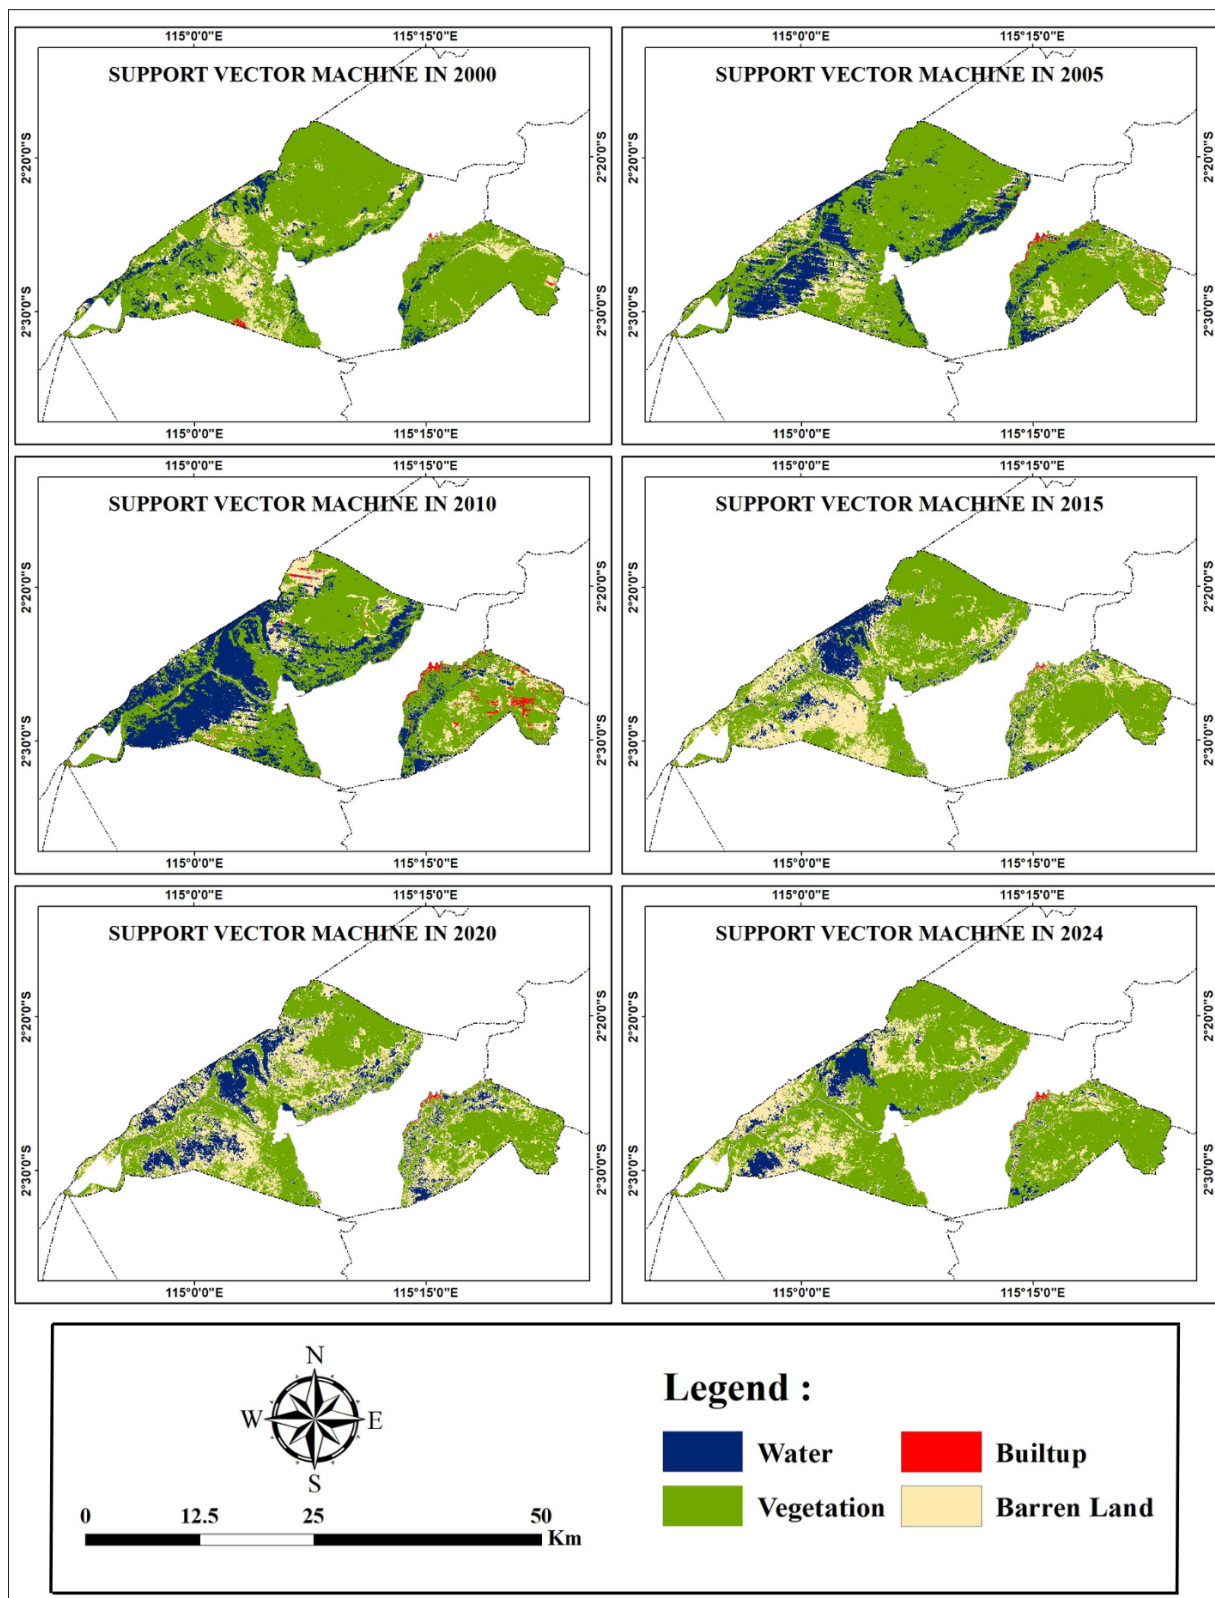 115°0'0"E 115°15'0"E 115°0'0"E 115°15'0"E
SUPPORT VECTOR MACHINE IN 2000 SUPPORT VECTOR MACHINE IN 2005
2°20'0"S 2°20'0"S 2°20'0"S 2°20'0"S
2°30'0"S 2°30'0"S 2°30'0"S 2°30'0"S
115°0'0"E 115°15'0"E 115°0'0"E 115°15'0"E
115°0'0"E 115°15'0"E 115°0'0"E 115°15'0"E
SUPPORT VECTOR MACHINE IN 2010 SUPPORT VECTOR MACHINE IN 2015
2°20'0"S 2°20'0"S 2°20'0"S 2°20'0"S
2°30'0"S 2°30'0"S 2°30'0"S 2°30'0"S
115°0'0"E 115°15'0"E 115°0'0"E 115°15'0"E
115°0'0"E 115°15'0"E 115°0'0"E 115°15'0"E
SUPPORT VECTOR MACHINE IN 2020 SUPPORT VECTOR MACHINE IN 2024
2°20'0"S 2°20'0"S 2°20'0"S 2°20'0"S
2°30'0"S 2°30'0"S 2°30'0"S 2°30'0"S
115°0'0"E 115°15'0"E 115°0'0"E 115°15'0"E
N
W E
S
0 12.5 25 50
Km
Legend :
Water Builtup
Vegetation Barren Land